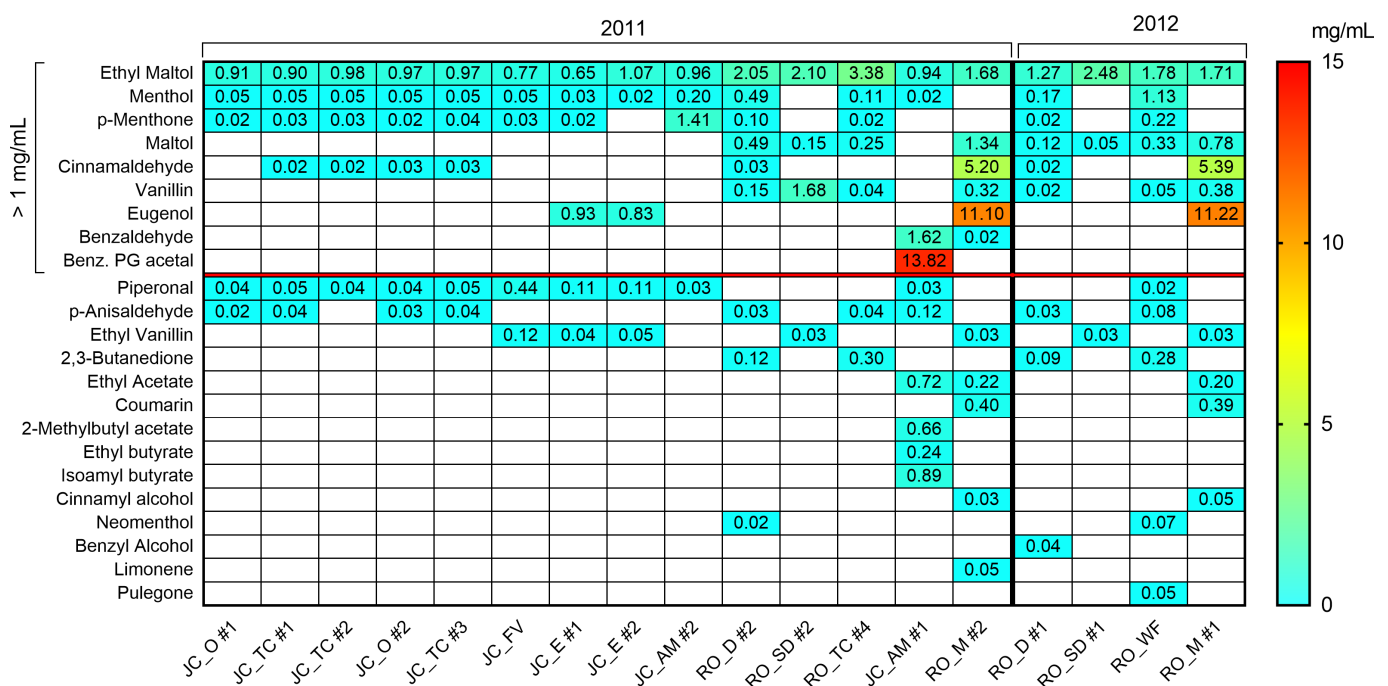 2011
2012
mg/mL
> 1 mg/mL
Ethyl Maltol 0.91 0.90 0.98 0.97 0.97 0.77 0.65 1.07 0.96 2.05 2.10 3.38 0.94 1.68 1.27 2.48 1.78 1.71
Menthol 0.05 0.05 0.05 0.05 0.05 0.05 0.03 0.02 0.20 0.49 0.11 0.02 0.17 1.13
p-Menthone 0.02 0.03 0.03 0.02 0.04 0.03 0.02 1.41 0.10 0.02 0.02 0.22
Maltol 0.49 0.15 0.25 1.34 0.12 0.05 0.33 0.78
Cinnamaldehyde 0.02 0.02 0.03 0.03 0.03 5.20 0.02 5.39
Vanillin 0.15 1.68 0.04 0.32 0.02 0.05 0.38
Eugenol 0.93 0.83 11.10 11.22
Benzaldehyde 1.62 0.02
Benz. PG acetal 13.82
Piperonal 0.04 0.05 0.04 0.04 0.05 0.44 0.11 0.11 0.03 0.03 0.02
p-Anisaldehyde 0.02 0.04 0.03 0.04 0.03 0.04 0.12 0.03 0.08
Ethyl Vanillin 0.12 0.04 0.05 0.03 0.03 0.03 0.03
2,3-Butanedione 0.12 0.30 0.09 0.28
Ethyl Acetate 0.72 0.22 0.20
Coumarin 0.40 0.39
2-Methylbutyl acetate 0.66
Ethyl butyrate 0.24
Isoamyl butyrate 0.89
Cinnamyl alcohol 0.03 0.05
Neomenthol 0.02 0.07
Benzyl Alcohol 0.04
Limonene 0.05
Pulegone 0.05
JC_O #1 JC_TC #1 JC_TC #2 JC_O #2 JC_TC #3 JC_FV JC_E #1 JC_E #2 JC_AM #2 RO_D #2 RO_SD #2 RO_TC #4 JC_AM #1 RO_M #2 RO_D #1 RO_SD #1 RO_WF RO_M #1
15
10
5
0